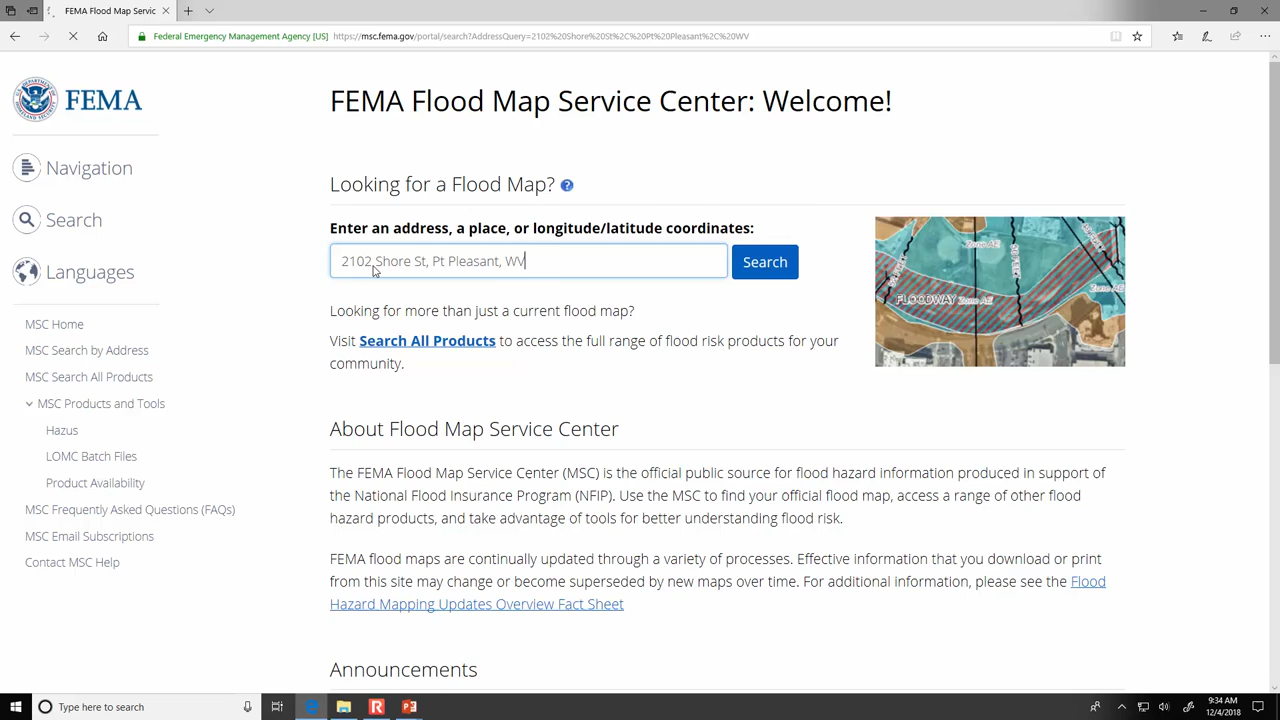 FEMA Flood Map Servic
Federal Emergency Management Agency [US] https://msc.fema.gov/portal/search?AddressQuery=2102%20Shore%20St%2C%20Pt%20Pleasant%2C%20WV
FEMA
Navigation
Search
Languages
MSC Home
MSC Search by Address
MSC Search All Products
MSC Products and Tools
Hazus
LOMC Batch Files
Product Availability
MSC Frequently Asked Questions (FAQs)
MSC Email Subscriptions
Contact MSC Help
FEMA Flood Map Service Center: Welcome!
Looking for a Flood Map? ?
Enter an address, a place, or longitude/latitude coordinates:
2102 Shore St, Pt Pleasant, WV
Search
Looking for more than just a current flood map?
Visit Search All Products to access the full range of flood risk products for your
community.
Zone AE
FLOODWAY Zone AE
Zone AE
About Flood Map Service Center
The FEMA Flood Map Service Center (MSC) is the official public source for flood hazard information produced in support of
the National Flood Insurance Program (NFIP). Use the MSC to find your official flood map, access a range of other flood
hazard products, and take advantage of tools for better understanding flood risk.
FEMA flood maps are continually updated through a variety of processes. Effective information that you download or print
from this site may change or become superseded by new maps over time. For additional information, please see the Flood
Hazard Mapping Updates Overview Fact Sheet
Announcements
Type here to search
9:34 AM
12/4/2018